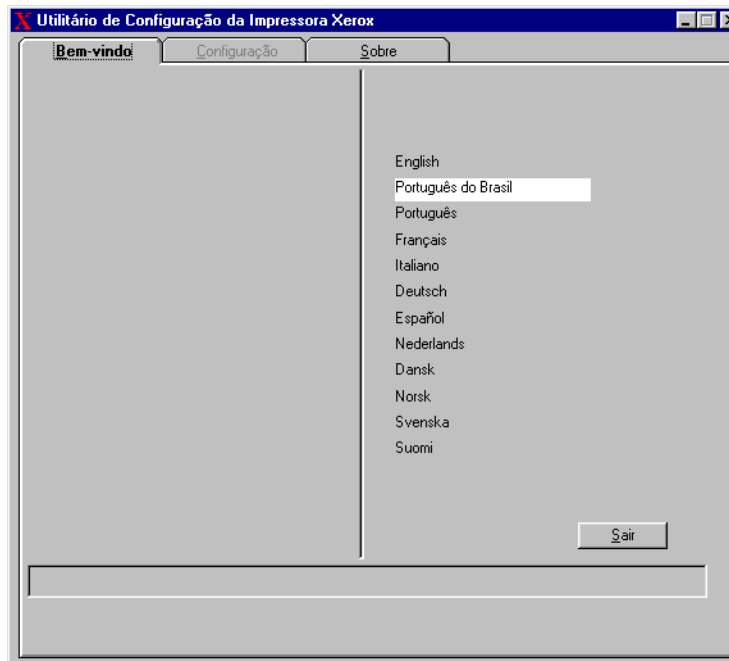 Utilitário de Configuração da Impressora Xerox
Bem-vindo Configuração Sobre
English
Português do Brasil
Português
Français
Italiano
Deutsch
Español
Nederlands
Dansk
Norsk
Svenska
Suomi
Sair